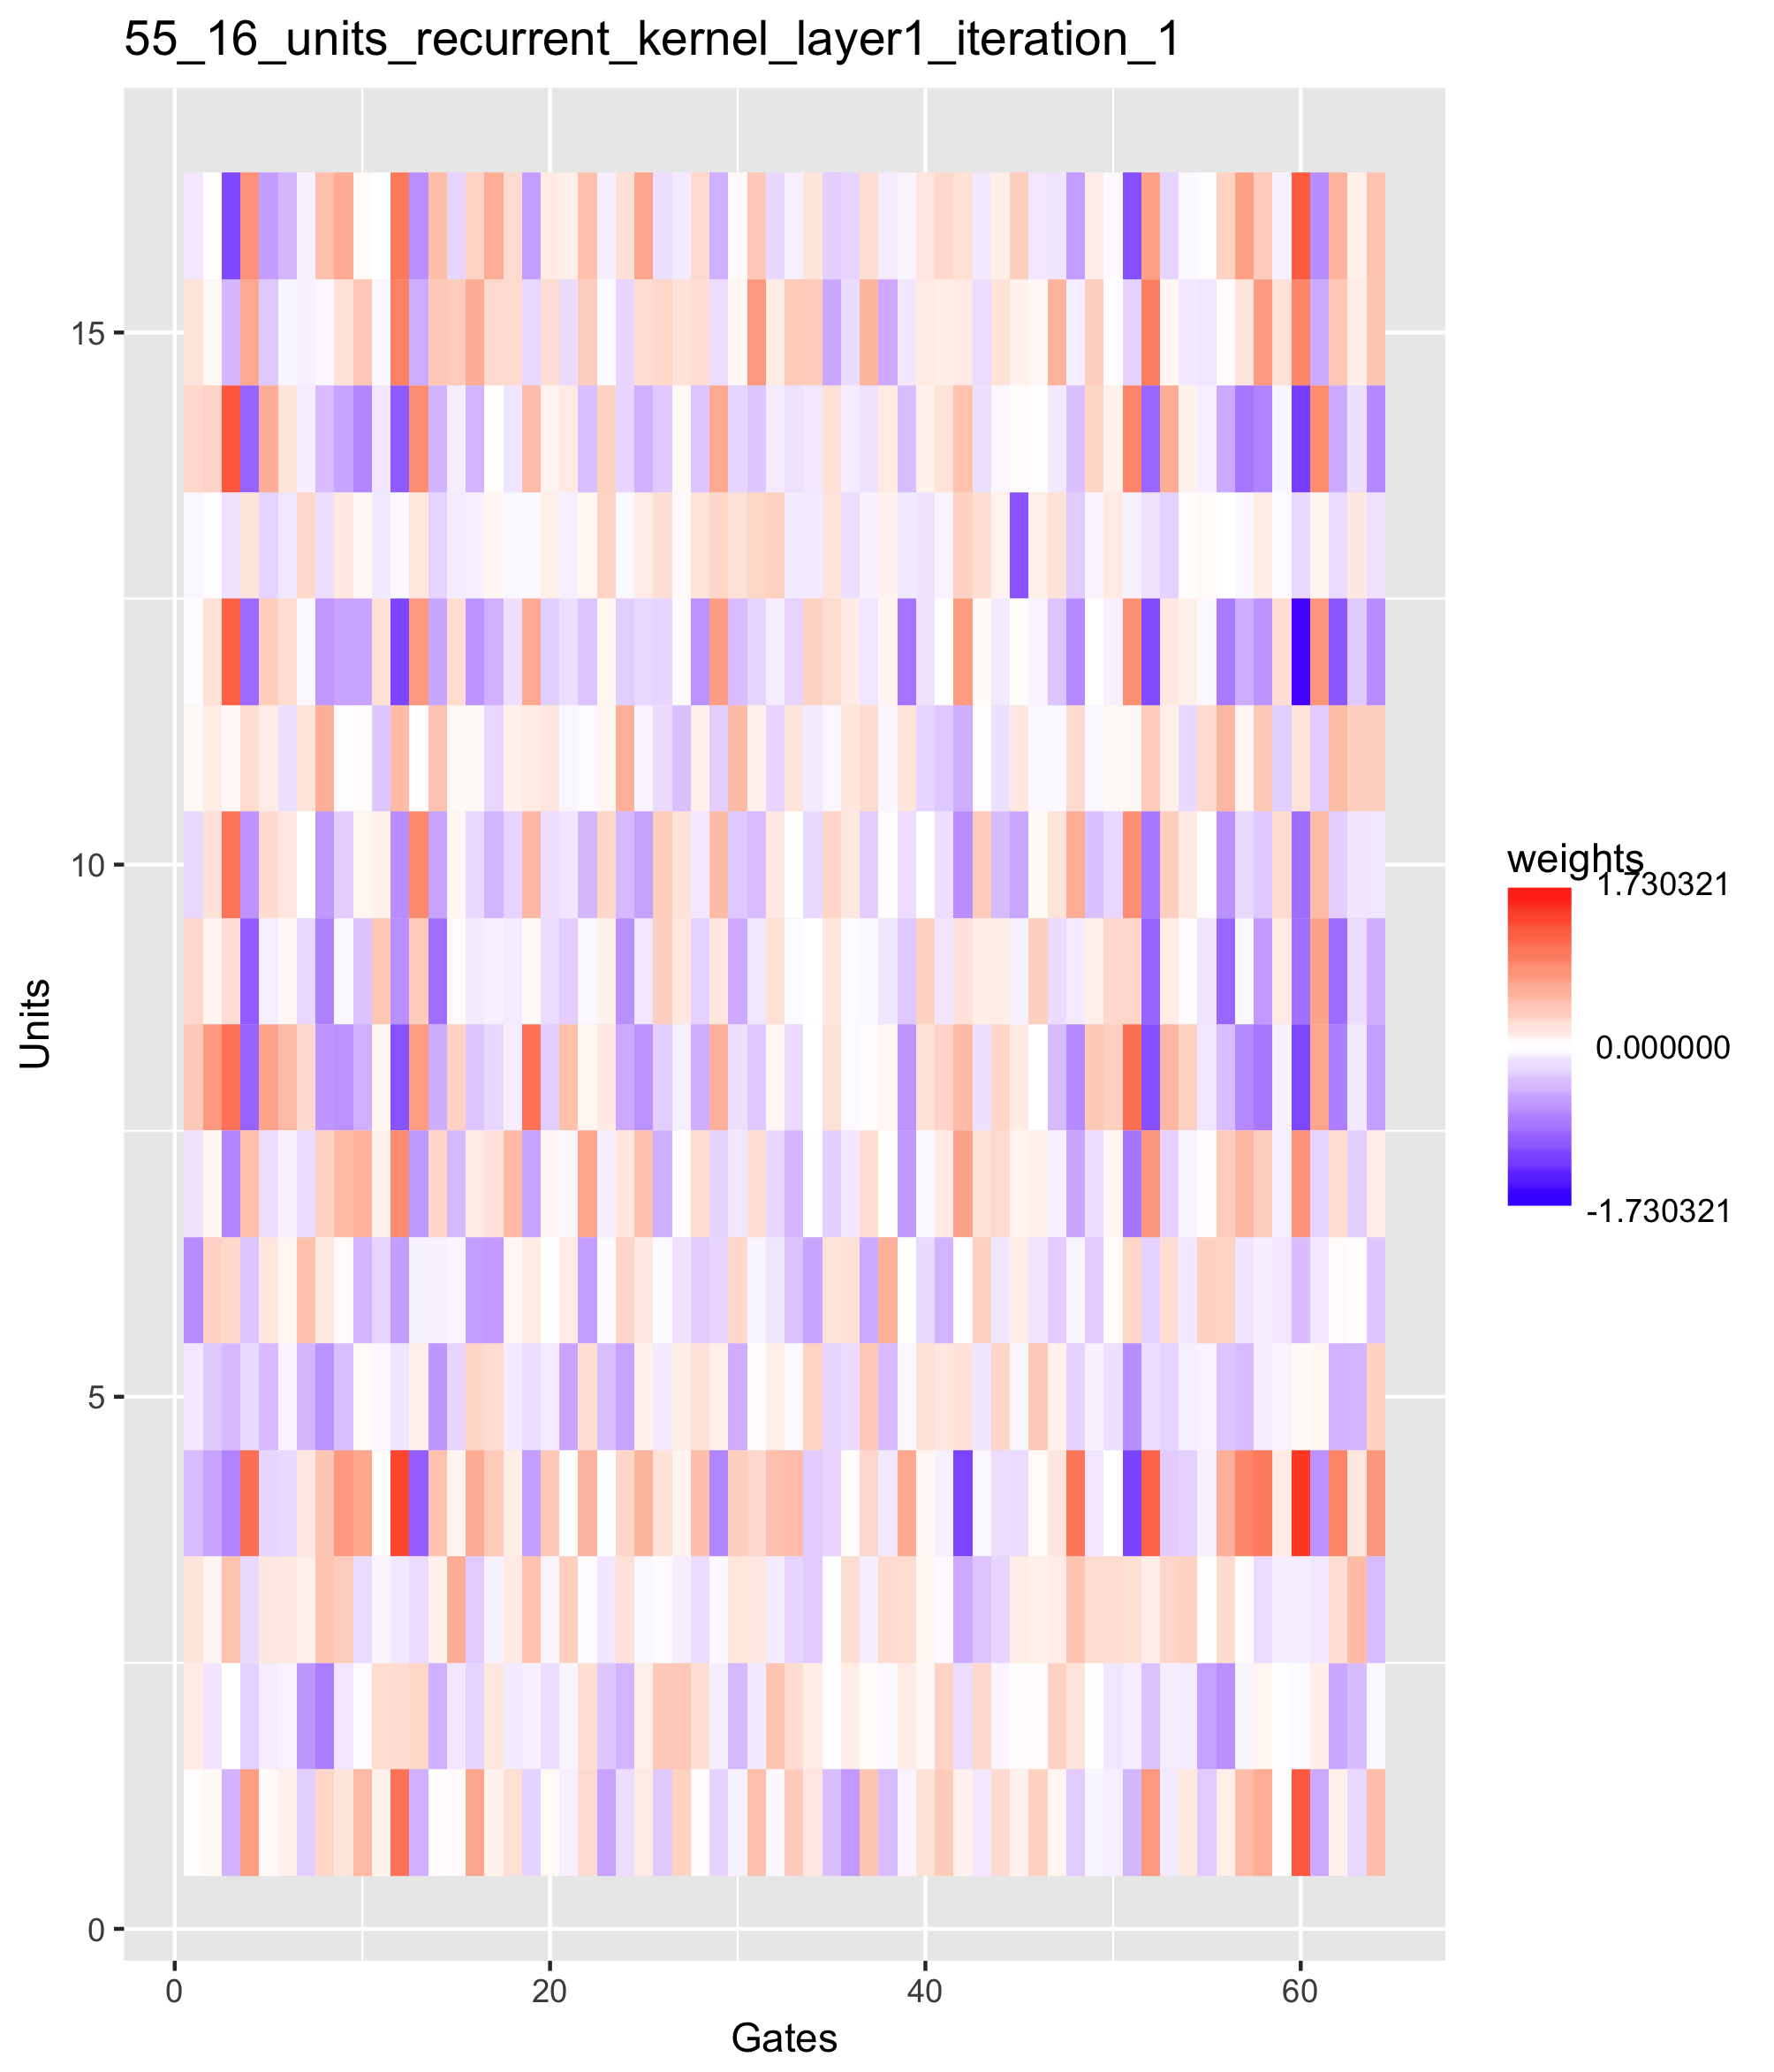 55_16_units_recurrent_kernel_layer1_iteration_1
15
10
5
0
Units
0
20
40
60
Gates
weights
1.730321
0.000000
-1.730321